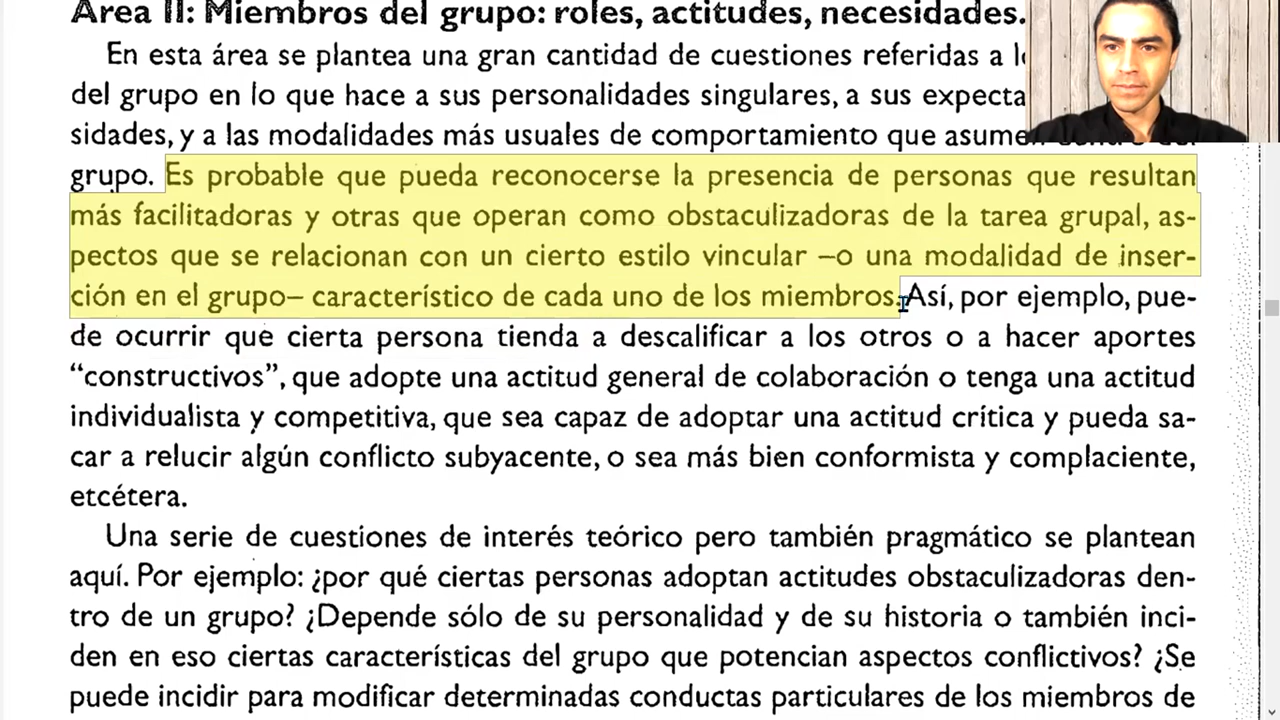 Área II: Miembros del grupo: roles, actitudes, necesidades.
En esta área se plantea una gran cantidad de cuestiones referidas a
del grupo en lo que hace a sus personalidades singulares, a sus
sidades, y a las modalidades más usuales de comportamiento que
grupo. Es probable que pueda reconocerse la presencia de personas que resultan
más facilitadoras y otras que operan como obstaculizadoras de la tarea grupal, as-
pectos que se relacionan con un cierto estilo vincular –o una modalidad de inser-
ción en el grupo– característico de cada uno de los miembros. Así, por ejemplo, pue-
de ocurrir que cierta persona tienda a descalificar a los otros o a hacer aportes
“constructivos”, que adopte una actitud general de colaboración o tenga una actitud
individualista y competitiva, que sea capaz de adoptar una actitud crítica y pueda sa-
car a relucir algún conflicto subyacente, o sea más bien conformista y complaciente,
etcétera.
Una serie de cuestiones de interés teórico pero también pragmático se plantean
aquí. Por ejemplo: ¿por qué ciertas personas adoptan actitudes obstaculizadoras den-
tro de un grupo? ¿Depende sólo de su personalidad y de su historia o también inci-
den en eso ciertas características del grupo que potencian aspectos conflictivos? ¿Se
puede incidir para modificar determinadas conductas particulares de los miembros de